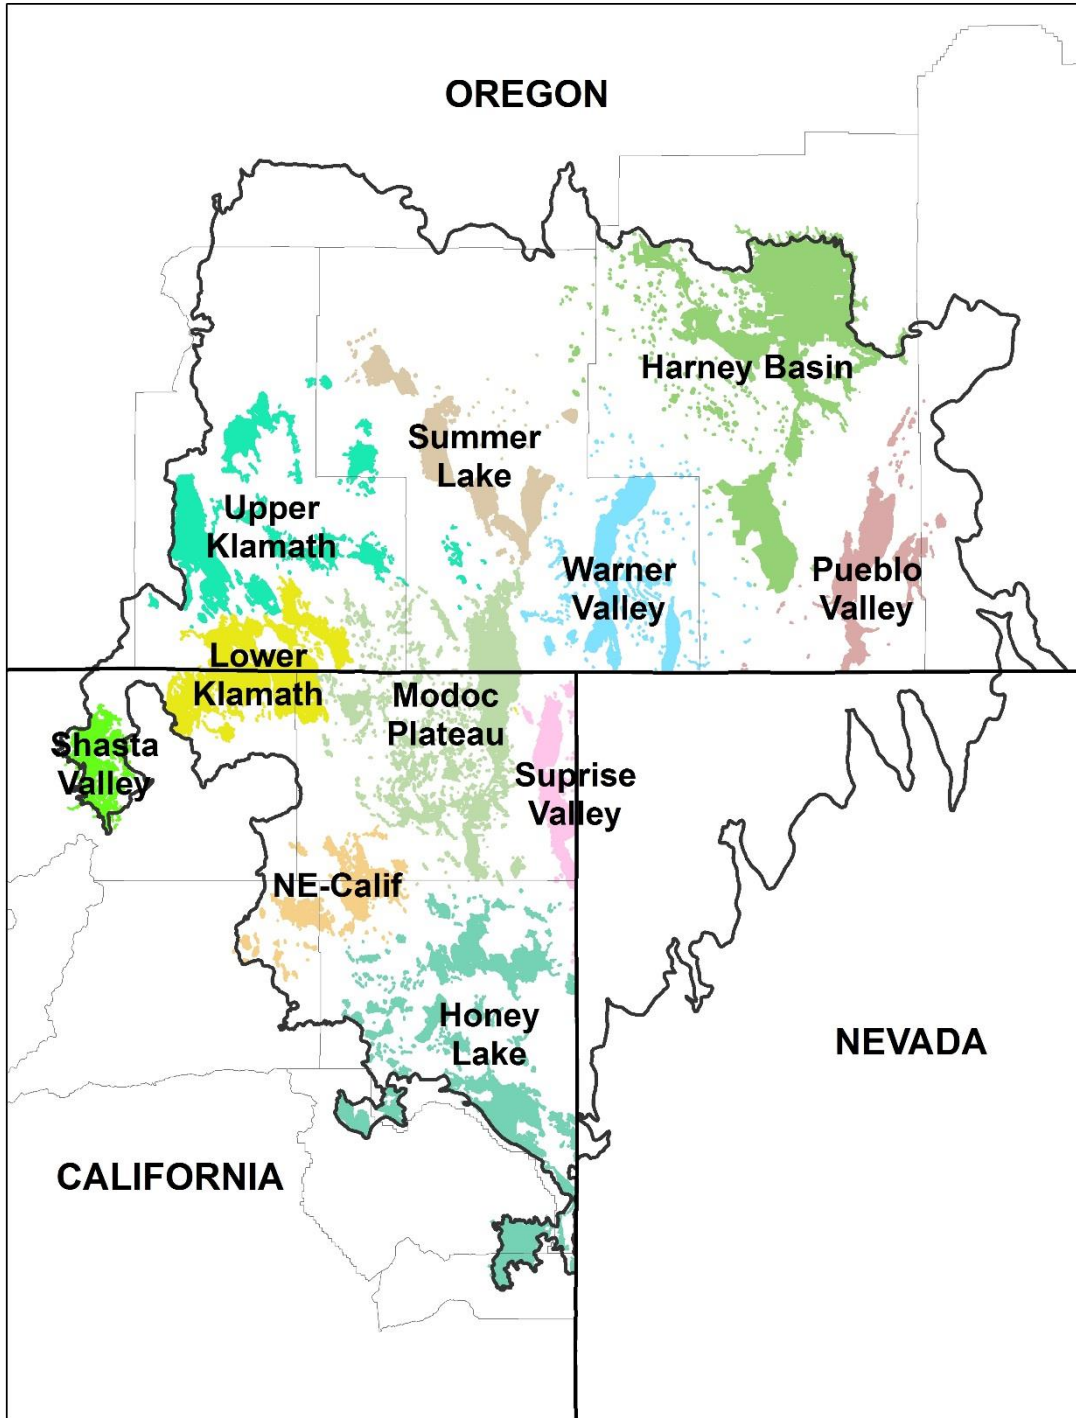 OREGON
Harney Basin
Summer
Lake
Upper
Klamath
Warner
Valley
Pueblo
Valley
Lower
Klamath
Modoc
Plateau
Shasta
Valley
Suprise
Valley
NE-Calif
Honey
Lake
NEVADA
CALIFORNIA